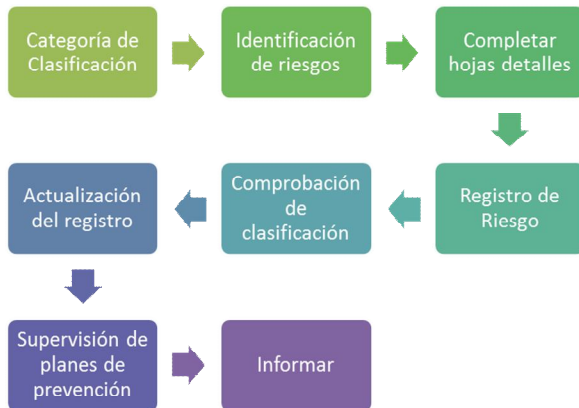 Categoría de
Clasificación
Identificación
de riesgos
Completar
hojas detalles
Registro de
Riesgo
Comprobación
de
clasificación
Actualización
del registro
Supervisión de
planes de
prevención
Informar